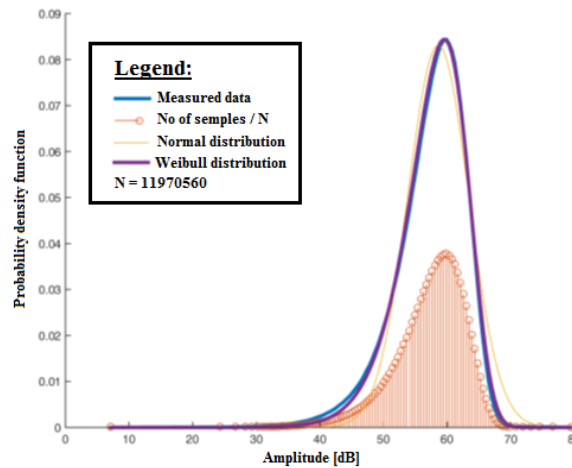 0.09
0.08
0.07
0.06
0.05
0.04
0.03
0.02
0.01
0
Probability density function
Legend:
Measured data
No of samples / N
Normal distribution
Weibull distribution
N = 11970560
0 10 20 30 40 50 60 70 80
Amplitude [dB]